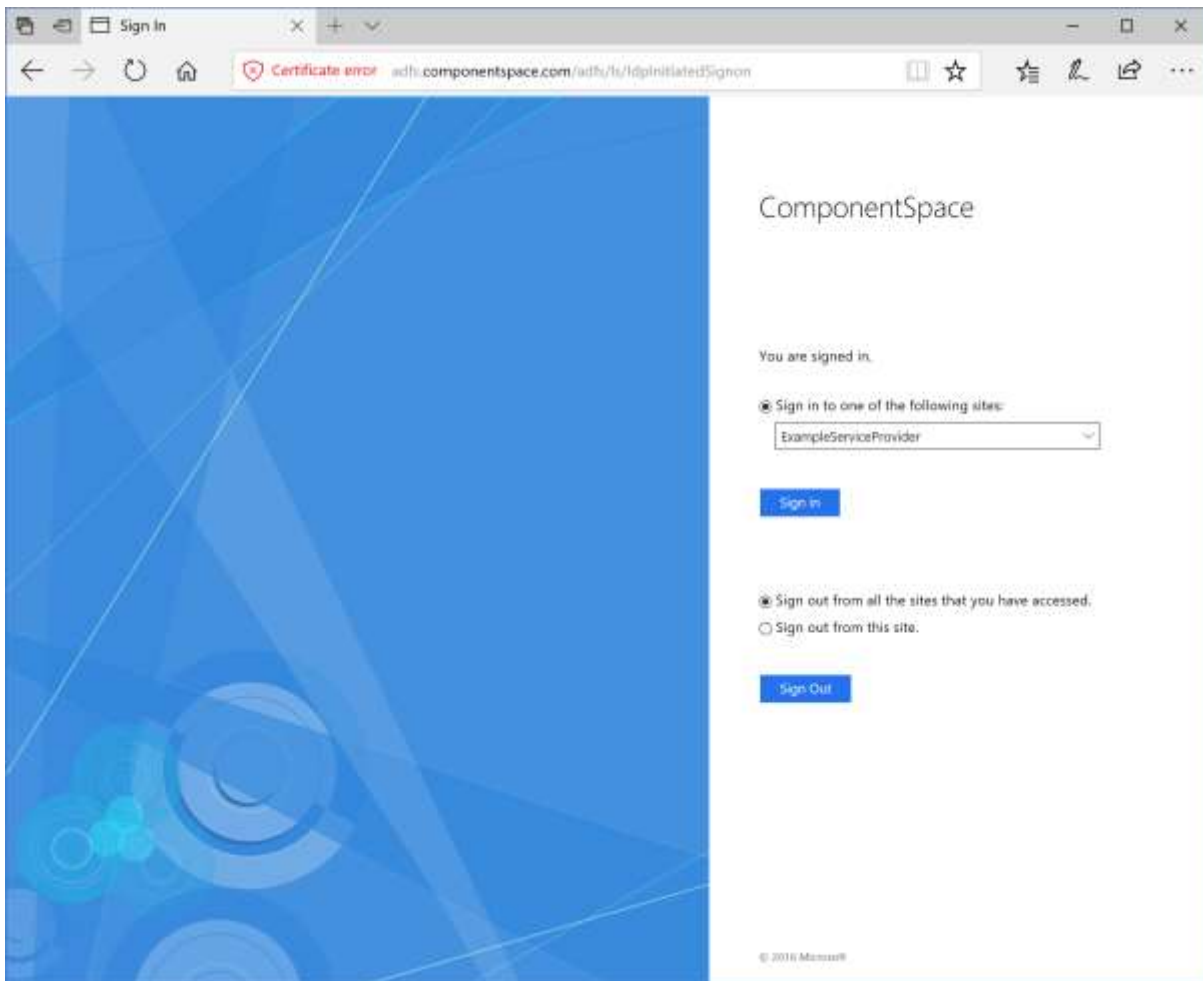 Sign In
Certificate error adfs.componentspace.com/adfs/ls/IdpInitiatedSignon
ComponentSpace
You are signed in.
Sign in to one of the following sites:
ExampleServiceProvider
Sign in
Sign out from all the sites that you have accessed.
Sign out from this site.
Sign Out
© 2016 Microsoft